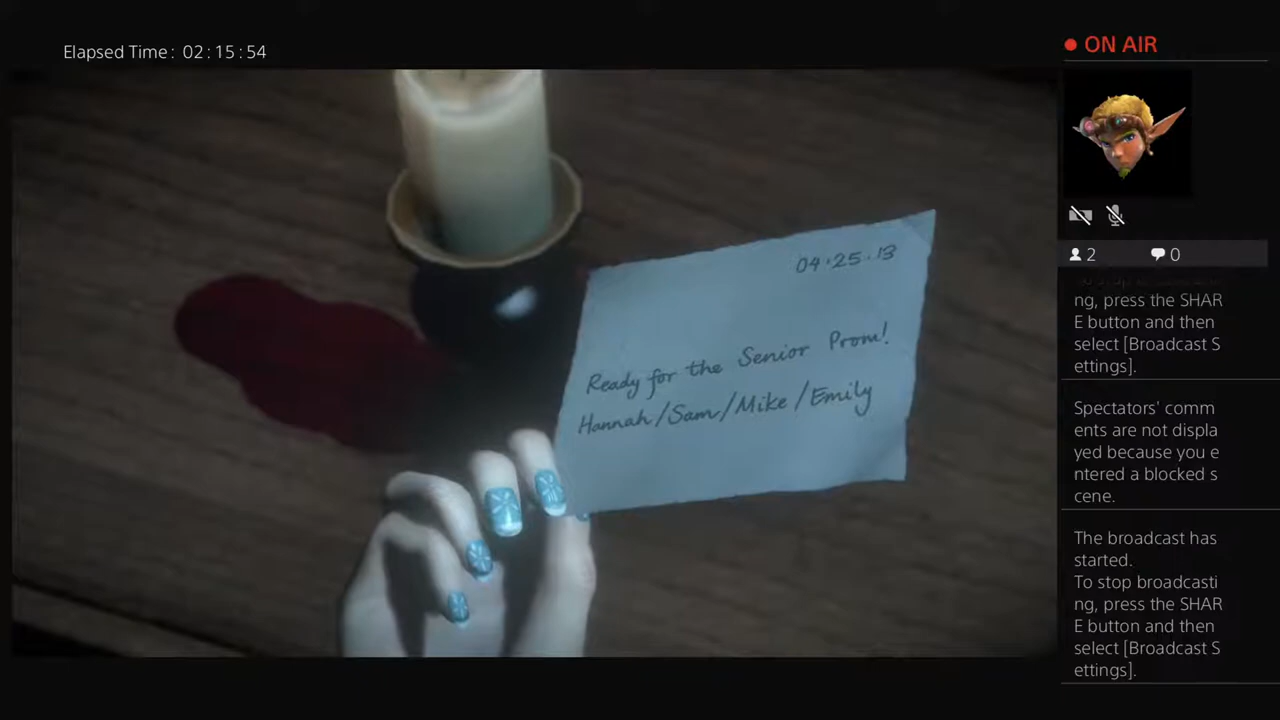 Elapsed Time: 02:15:54
ON AIR
2
0
ng, press the SHAR
E button and then
select [Broadcast S
ettings].
Spectators' comm
ents are not displa
yed because you e
ntered a blocked s
cene.
The broadcast has
started.
To stop broadcasti
ng, press the SHAR
E button and then
select [Broadcast S
ettings].
04.25.13
Ready for the Senior Prom!
Hannah/Sam/Mike/Emily